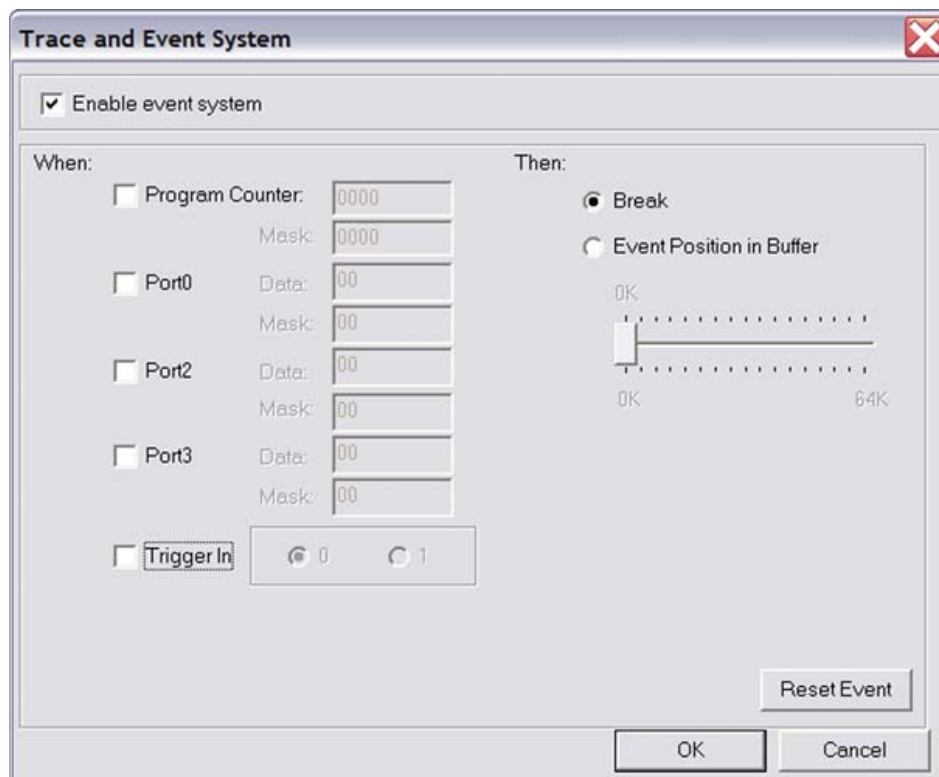 Trace and Event System
Enable event system
When:
Program Counter: 0000
Mask: 0000
Port0 Data: 00
Mask: 00
Port2 Data: 00
Mask: 00
Port3 Data: 00
Mask: 00
Trigger In 0 1
Then:
Break
Event Position in Buffer
0K
0K 64K
Reset Event
OK Cancel